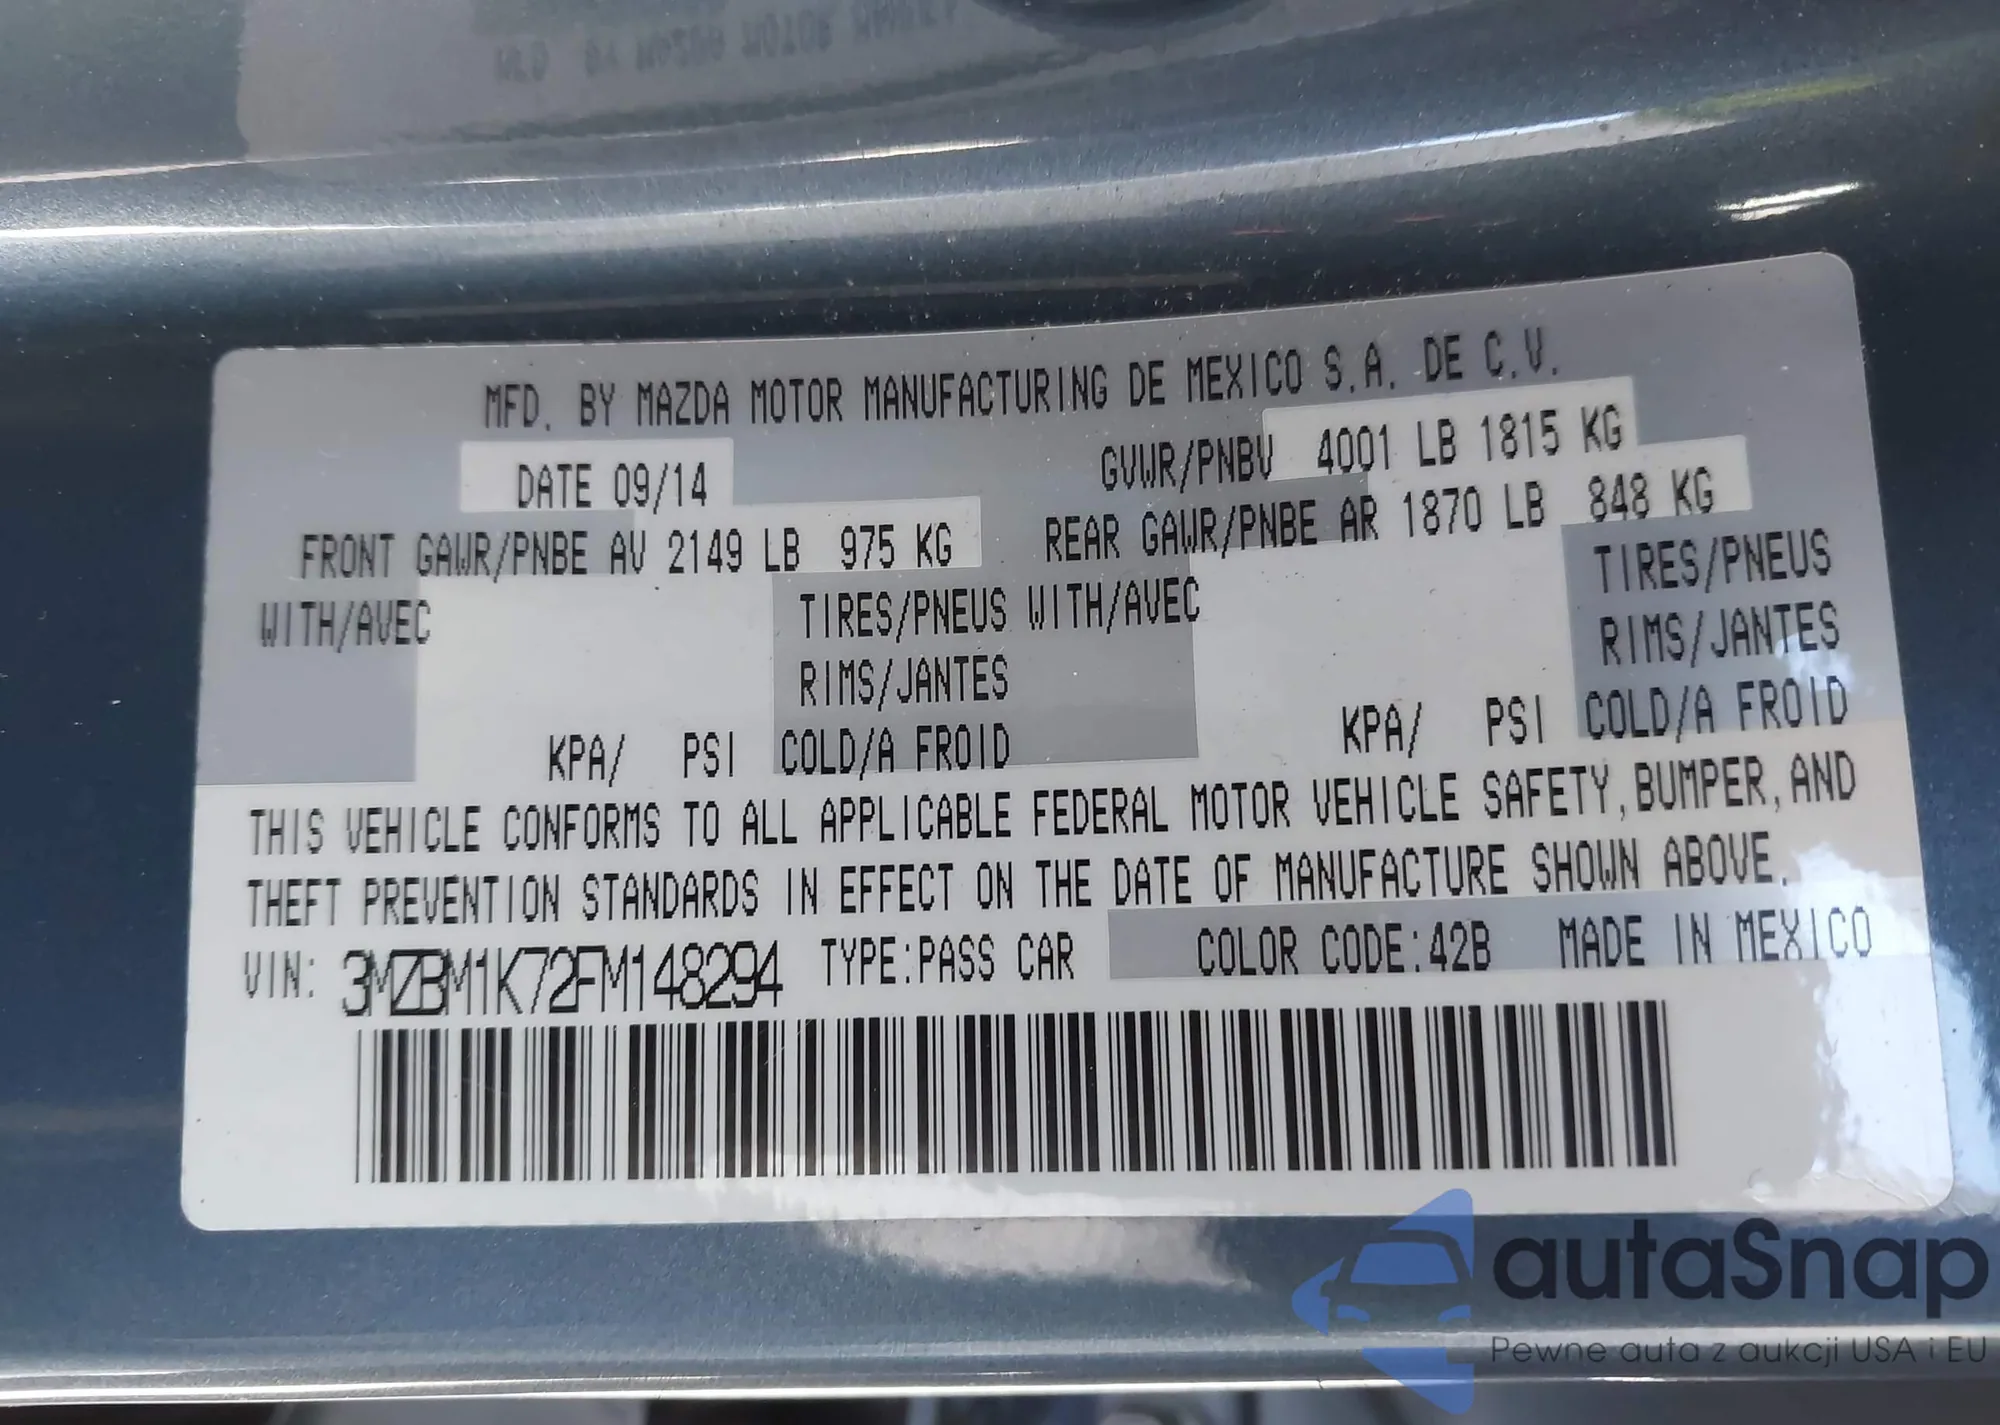 MFD. BY MAZDA MOTOR MANUFACTURING DE MEXICO S.A. DE C.V.
DATE 09/14 GVWR/PNBV 4001 LB 1815 KG
FRONT GAWR/PNBE AV 2149 LB 975 KG REAR GAWR/PNBE AR 1870 LB 848 KG
WITH/AVEC TIRES/PNEUS WITH/AVEC TIRES/PNEUS
RIMS/JANTES RIMS/JANTES
KPA/ PSI COLD/A FROID KPA/ PSI COLD/A FROID
THIS VEHICLE CONFORMS TO ALL APPLICABLE FEDERAL MOTOR VEHICLE SAFETY, BUMPER, AND
THEFT PREVENTION STANDARDS IN EFFECT ON THE DATE OF MANUFACTURE SHOWN ABOVE.
VIN: 3MZBM1K72FM148294 TYPE:PASS CAR COLOR CODE:42B MADE IN MEXICO
autaSnap
Pewne auta z aukcji USA i EU